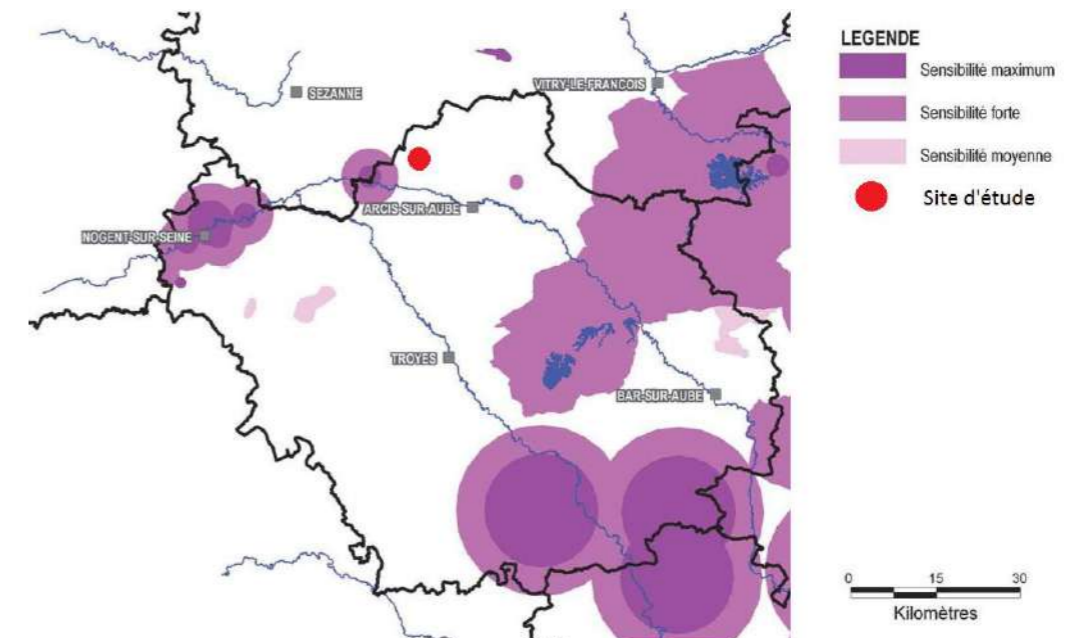 SEZANNE
VITRY-LE-FRANCOIS
ARCIS-SUR-AUBE
NOGENT-SUR-SEINE
TROYES
BAR-SUR-AUBE
LEGENDE
Sensibilité maximum
Sensibilité forte
Sensibilité moyenne
Site d'étude
0 15 30
Kilomètres